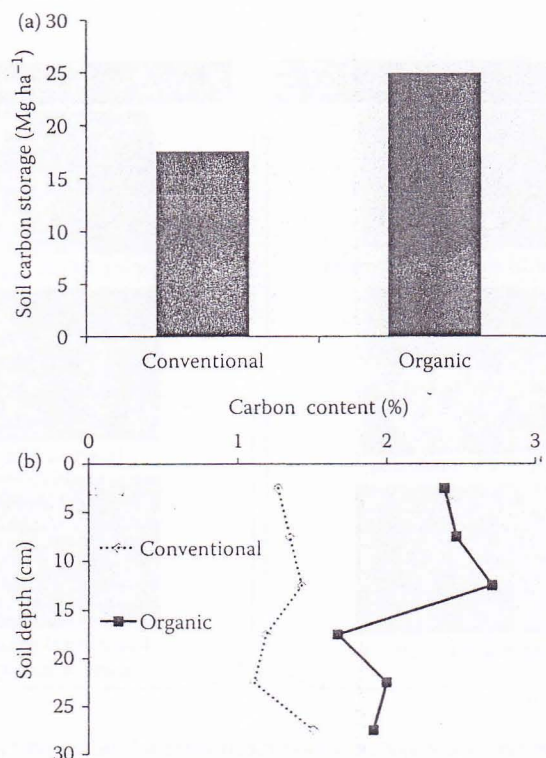 (a)
Soil carbon storage (Mg ha⁻¹)
30
25
20
15
10
5
0
Conventional Organic
Carbon content (%)
0 1 2 3
(b)
Soil depth (cm)
0
5
10
15
20
25
30
Conventional
Organic